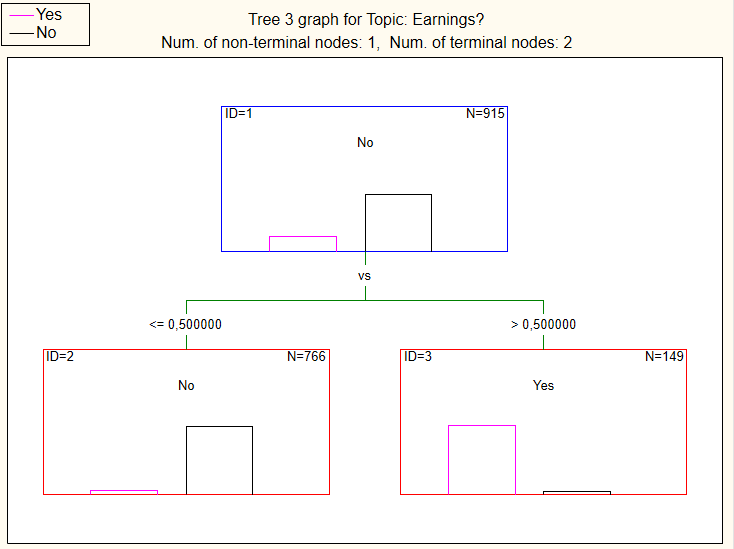 Yes
No
Tree 3 graph for Topic: Earnings?
Num. of non-terminal nodes: 1,  Num. of terminal nodes: 2
ID=1 N=915
No
vs
<= 0,500000 > 0,500000
ID=2 N=766 ID=3 N=149
No Yes